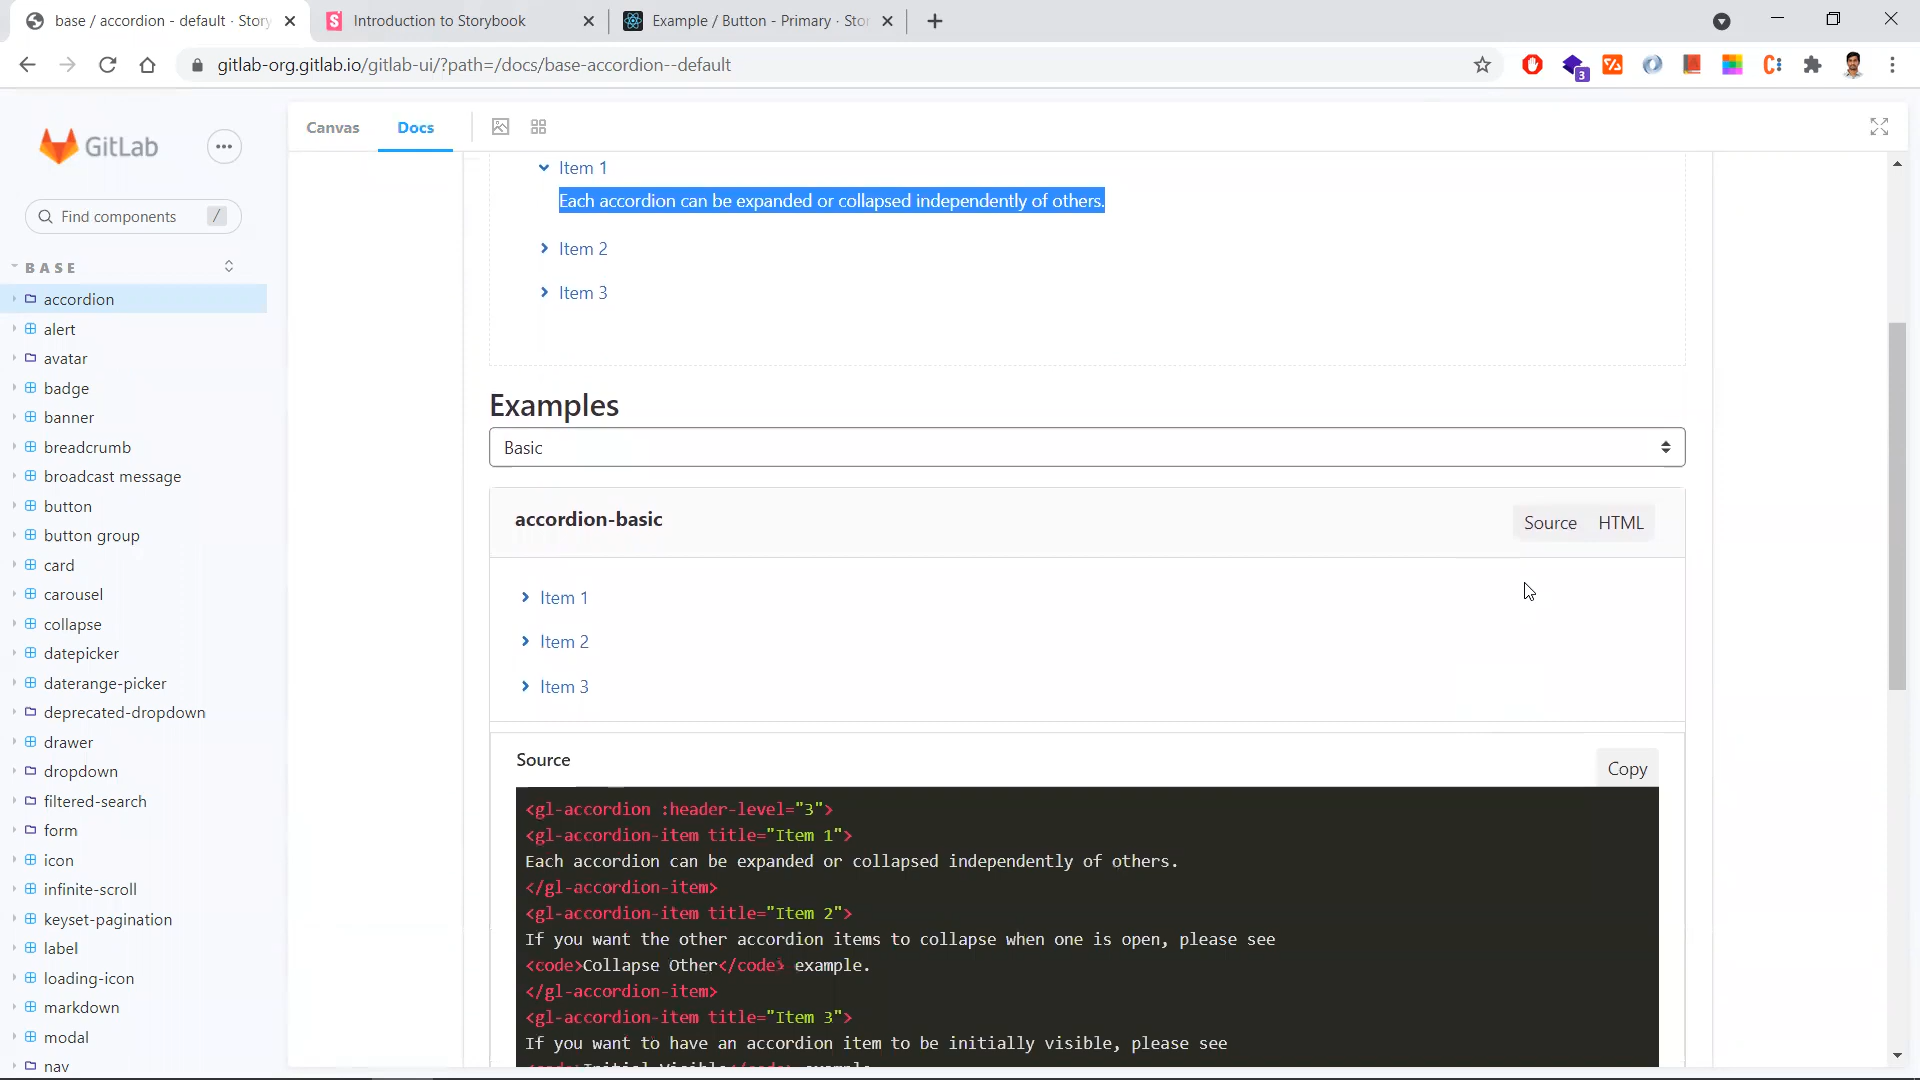 base / accordion - default · Story
Introduction to Storybook
Example / Button - Primary · Stor
gitlab-org.gitlab.io/gitlab-ui/?path=/docs/base-accordion--default
3
GitLab
Find components /
BASE
accordion
alert
avatar
badge
banner
breadcrumb
broadcast message
button
button group
card
carousel
collapse
datepicker
daterange-picker
deprecated-dropdown
drawer
dropdown
filtered-search
form
icon
infinite-scroll
keyset-pagination
label
loading-icon
markdown
modal
nav
Canvas
Docs
Item 1
Each accordion can be expanded or collapsed independently of others.
Item 2
Item 3
Examples
Basic
accordion-basic
Source HTML
Item 1
Item 2
Item 3
Source
Copy
<gl-accordion :header-level="3">
<gl-accordion-item title="Item 1">
Each accordion can be expanded or collapsed independently of others.
</gl-accordion-item>
<gl-accordion-item title="Item 2">
If you want the other accordion items to collapse when one is open, please see
<code>Collapse Other</code> example.
</gl-accordion-item>
<gl-accordion-item title="Item 3">
If you want to have an accordion item to be initially visible, please see
<code>Initial Visible</code> example